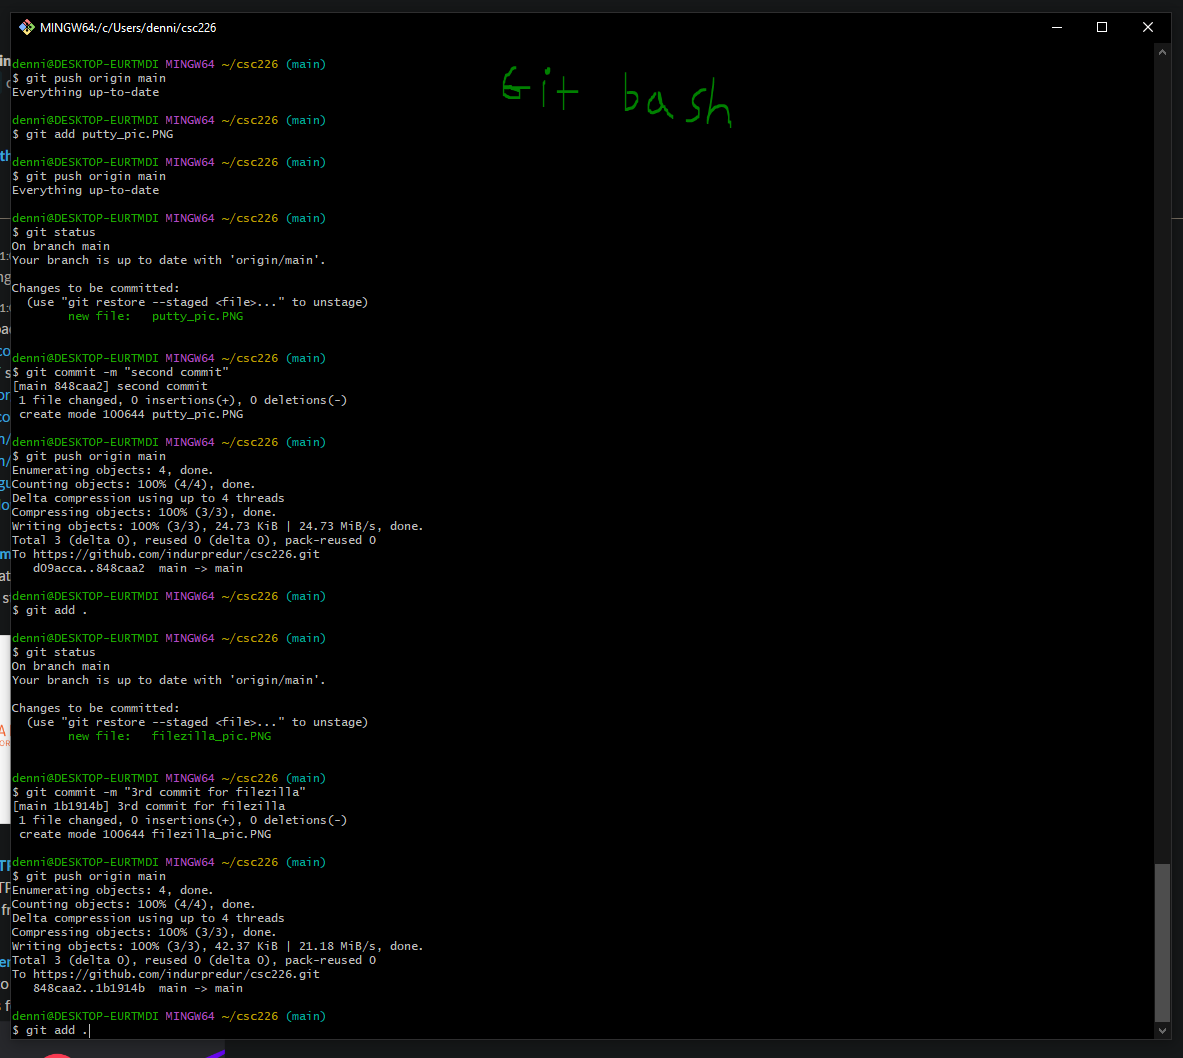 MINGW64:/c/Users/denni/csc226
Git bash
denni@DESKTOP-EURTMDI MINGW64 ~/csc226 (main)
$ git push origin main
Everything up-to-date
denni@DESKTOP-EURTMDI MINGW64 ~/csc226 (main)
$ git add putty_pic.PNG
denni@DESKTOP-EURTMDI MINGW64 ~/csc226 (main)
$ git push origin main
Everything up-to-date
denni@DESKTOP-EURTMDI MINGW64 ~/csc226 (main)
$ git status
On branch main
Your branch is up to date with 'origin/main'.
Changes to be committed:
  (use "git restore --staged <file>..." to unstage)
        new file:   putty_pic.PNG
denni@DESKTOP-EURTMDI MINGW64 ~/csc226 (main)
$ git commit -m "second commit"
[main 848caa2] second commit
 1 file changed, 0 insertions(+), 0 deletions(-)
 create mode 100644 putty_pic.PNG
denni@DESKTOP-EURTMDI MINGW64 ~/csc226 (main)
$ git push origin main
Enumerating objects: 4, done.
Counting objects: 100% (4/4), done.
Delta compression using up to 4 threads
Compressing objects: 100% (3/3), done.
Writing objects: 100% (3/3), 24.73 KiB | 24.73 MiB/s, done.
Total 3 (delta 0), reused 0 (delta 0), pack-reused 0
To https://github.com/indurpredur/csc226.git
   d09acca..848caa2  main -> main
denni@DESKTOP-EURTMDI MINGW64 ~/csc226 (main)
$ git add .
denni@DESKTOP-EURTMDI MINGW64 ~/csc226 (main)
$ git status
On branch main
Your branch is up to date with 'origin/main'.
Changes to be committed:
  (use "git restore --staged <file>..." to unstage)
        new file:   filezilla_pic.PNG
denni@DESKTOP-EURTMDI MINGW64 ~/csc226 (main)
$ git commit -m "3rd commit for filezilla"
[main 1b1914b] 3rd commit for filezilla
 1 file changed, 0 insertions(+), 0 deletions(-)
 create mode 100644 filezilla_pic.PNG
denni@DESKTOP-EURTMDI MINGW64 ~/csc226 (main)
$ git push origin main
Enumerating objects: 4, done.
Counting objects: 100% (4/4), done.
Delta compression using up to 4 threads
Compressing objects: 100% (3/3), done.
Writing objects: 100% (3/3), 42.37 KiB | 21.18 MiB/s, done.
Total 3 (delta 0), reused 0 (delta 0), pack-reused 0
To https://github.com/indurpredur/csc226.git
   848caa2..1b1914b  main -> main
denni@DESKTOP-EURTMDI MINGW64 ~/csc226 (main)
$ git add .